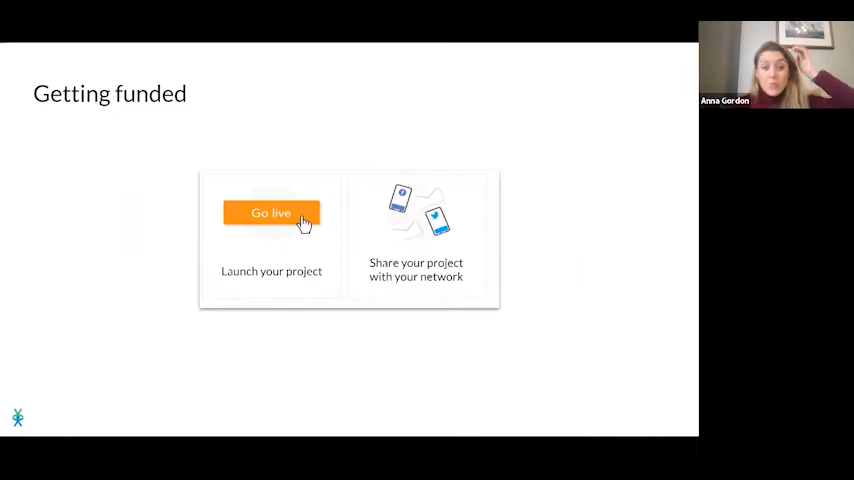 Getting funded
Go live
Launch your project
Share your project
with your network
Anna Gordon